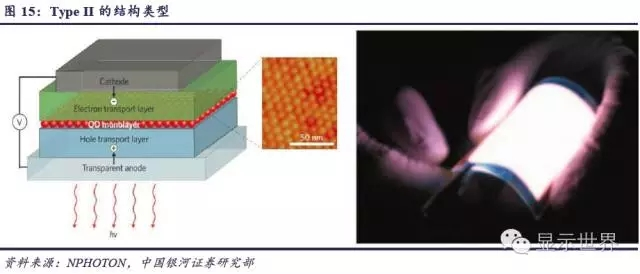 图 15：Type II 的结构类型
Cathode
Electron transport layer
QD monolayer
Hole transport layer
Transparent anode
V
hν
50 nm
显示世界
资料来源：NPHOTON，中国银河证券研究部